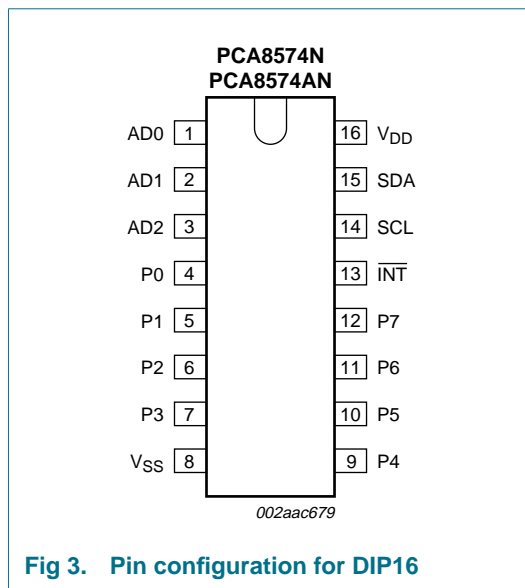 PCA8574N
PCA8574AN
AD0 1 16 VDD
AD1 2 15 SDA
AD2 3 14 SCL
P0 4 13 I̅N̅T̅
P1 5 12 P7
P2 6 11 P6
P3 7 10 P5
VSS 8 9 P4
002aac679
Fig 3. Pin configuration for DIP16